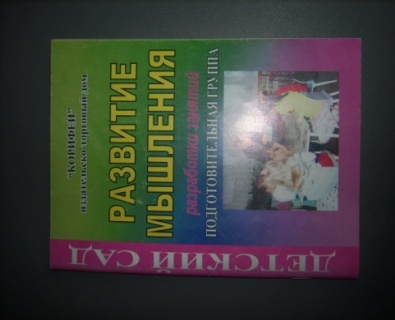 "КОРИФЕЙ"
издательско-торговый дом
РАЗВИТИЕ
МЫШЛЕНИЯ
разработки занятий
ПОДГОТОВИТЕЛЬНАЯ ГРУППА
ДЕТСКИЙ САД